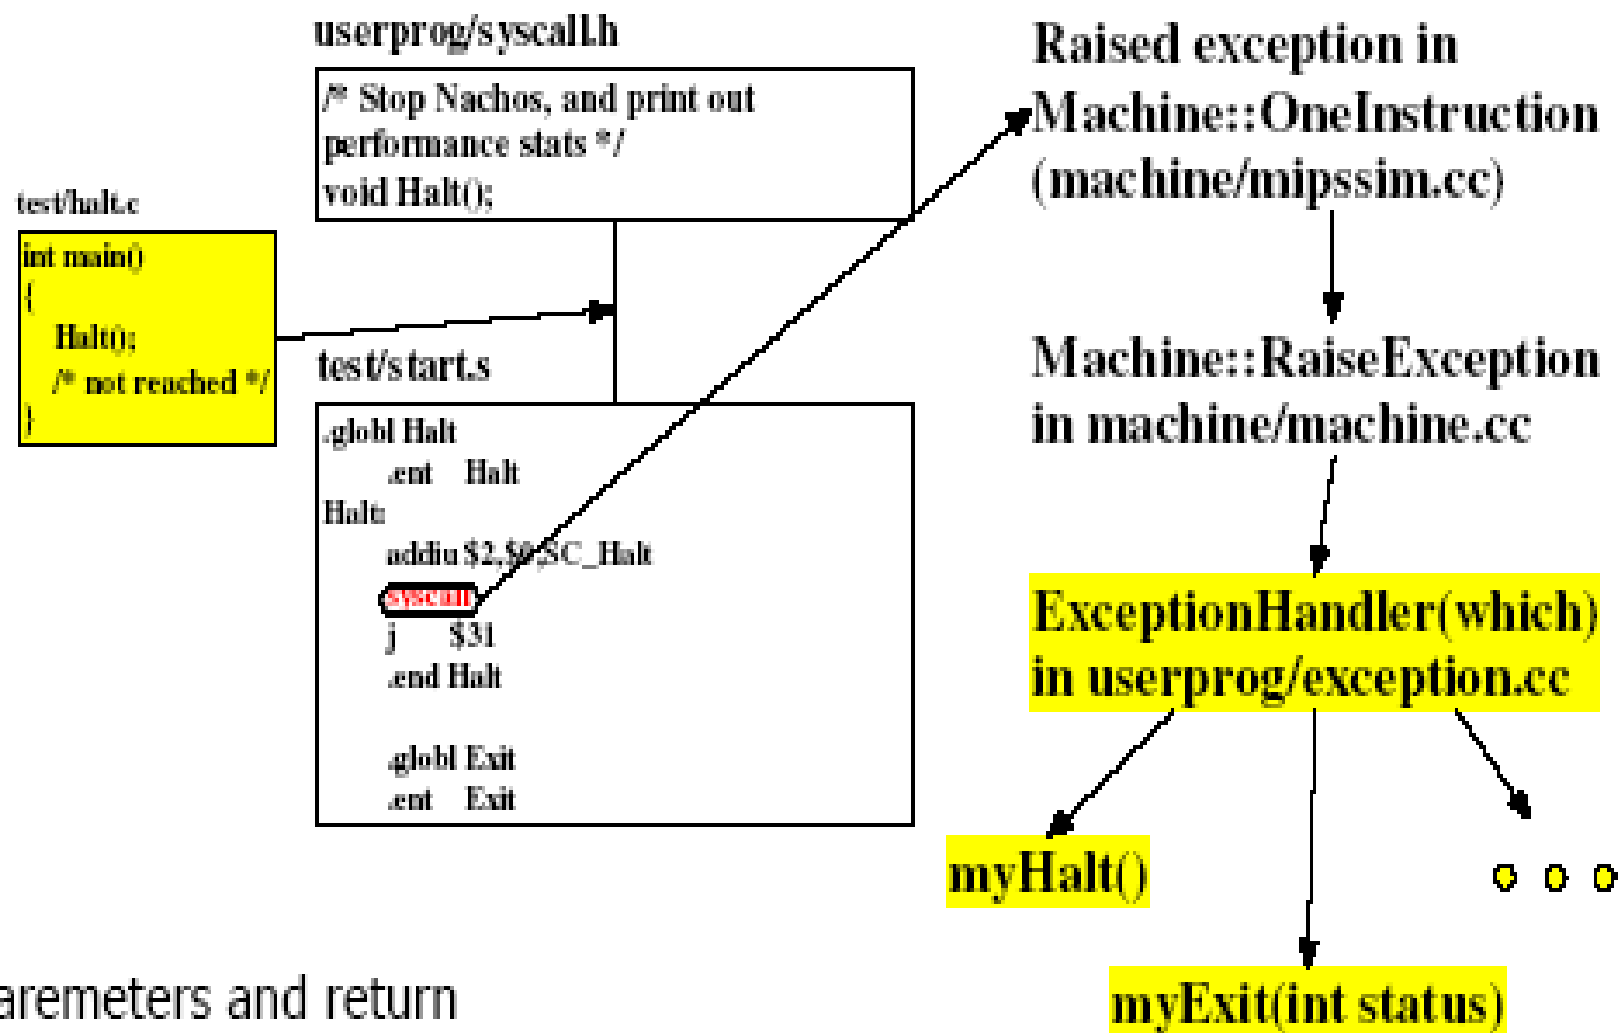 userprog/syscall.h
/* Stop Nachos, and print out
performance stats */
void Halt();
test/halt.c
int main()
{
Halt();
/* not reached */
}
test/start.s
.globl Halt
.ent Halt
Halt:
addiu $2,$0,SC_Halt
syscall
j $31
.end Halt
.globl Exit
.ent Exit
Raised exception in
Machine::OneInstruction
(machine/mipssim.cc)
Machine::RaiseException
in machine/machine.cc
ExceptionHandler(which)
in userprog/exception.cc
myHalt()
myExit(int status)
aremeters and return